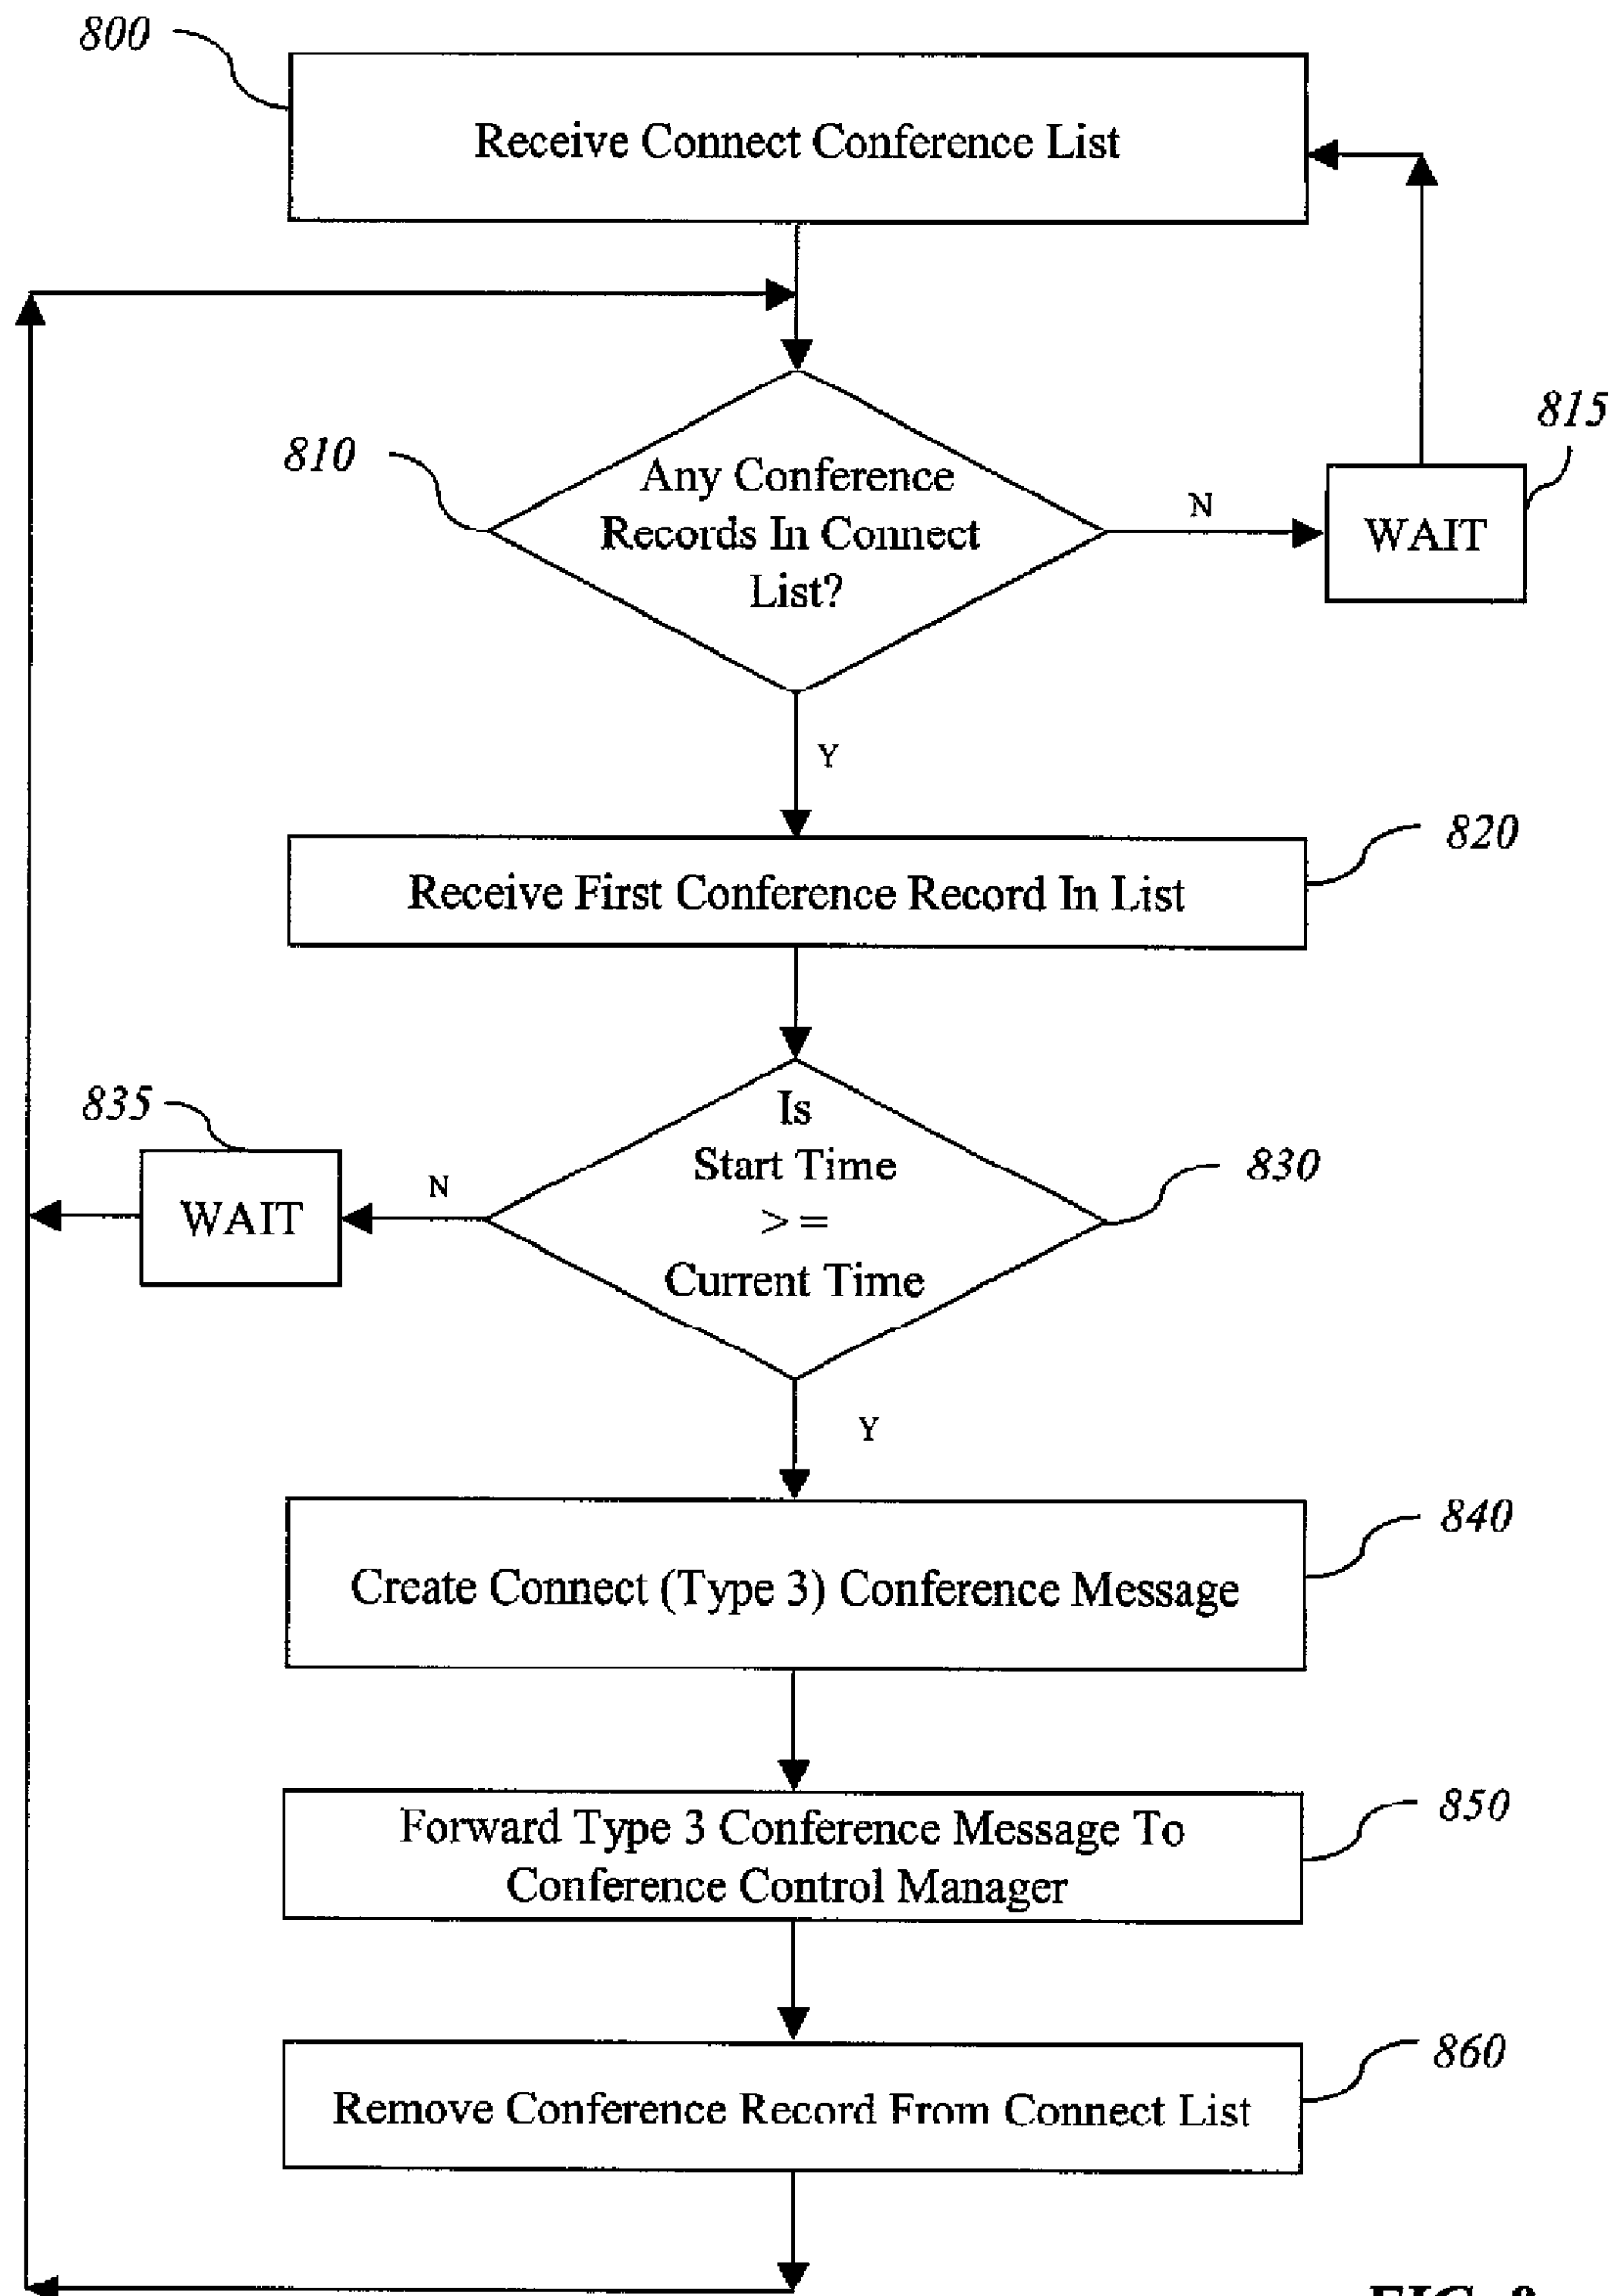 800
Receive Connect Conference List
815
810
Any Conference
Records In Connect
List?
N
WAIT
Y
820
Receive First Conference Record In List
835
Is
Start Time
>=
Current Time
830
N
WAIT
Y
840
Create Connect (Type 3) Conference Message
850
Forward Type 3 Conference Message To
Conference Control Manager
860
Remove Conference Record From Connect List